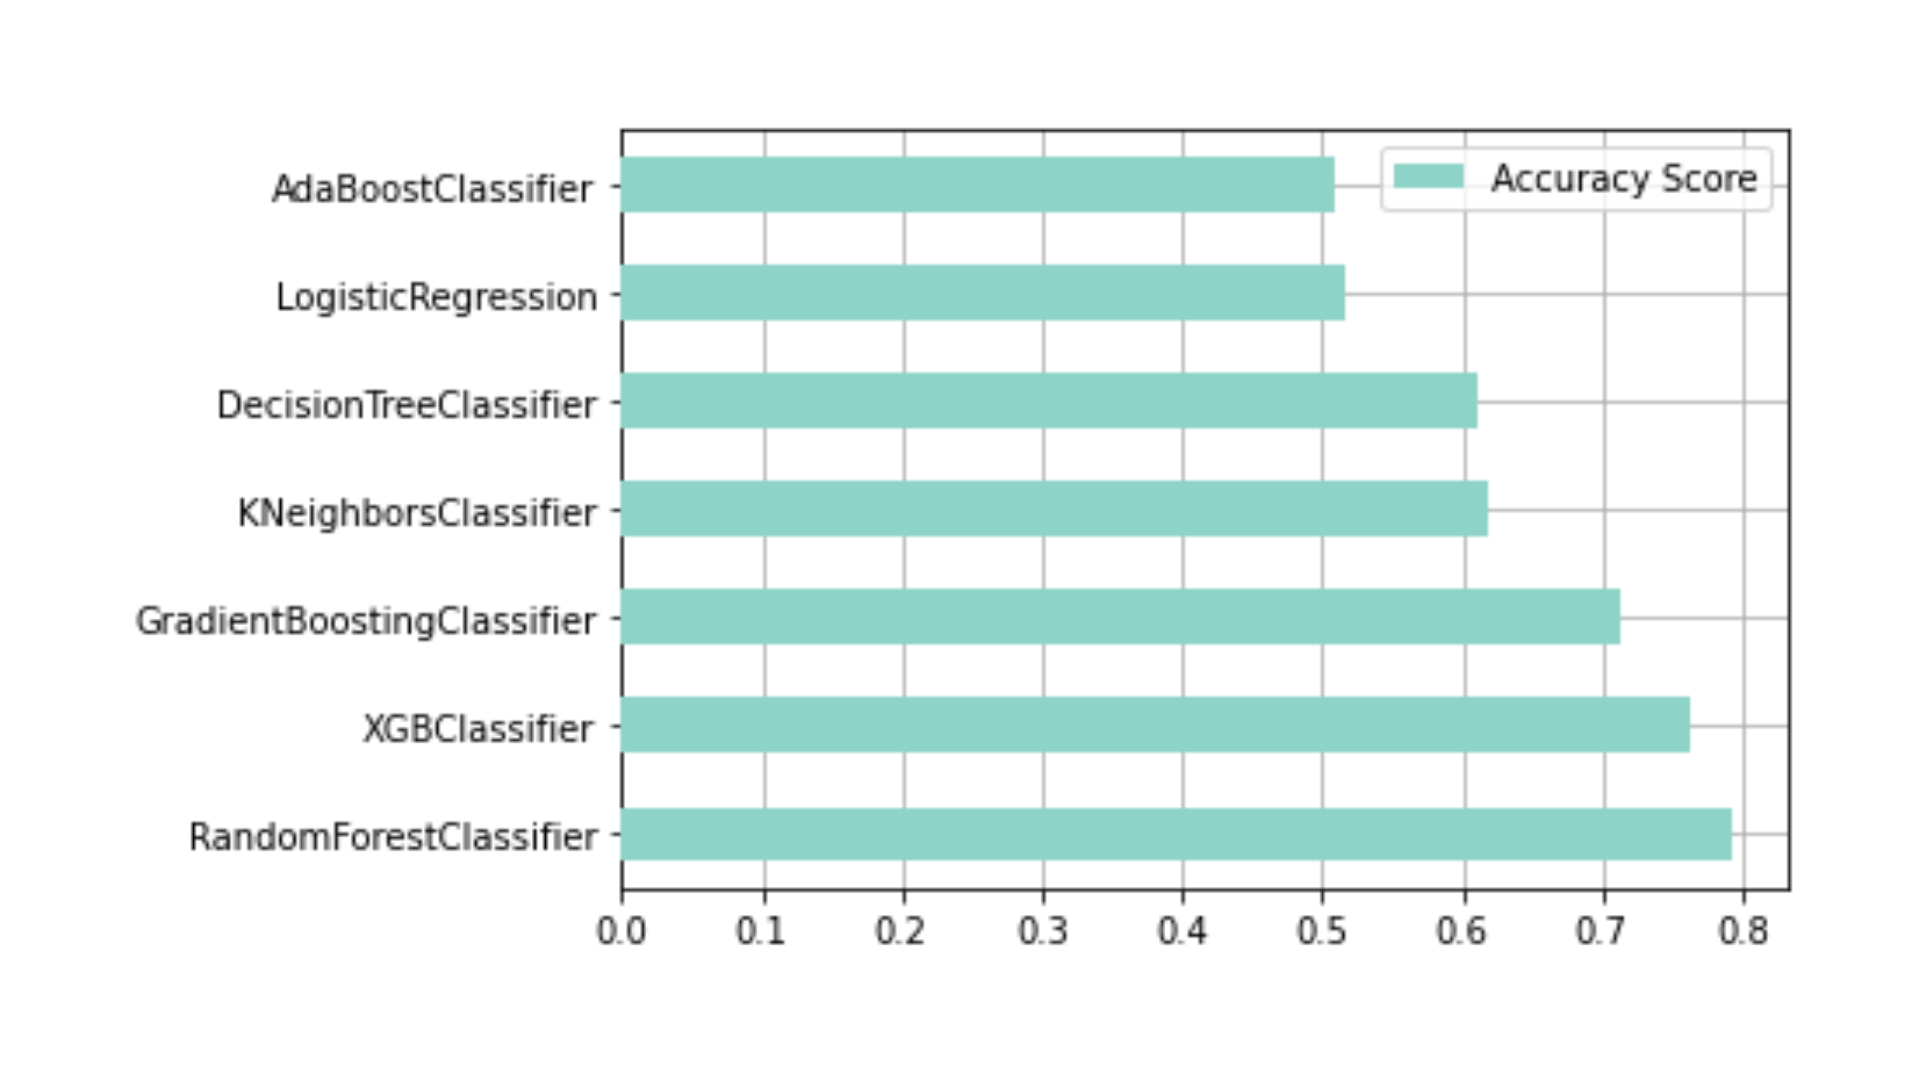 AdaBoostClassifier
Accuracy Score
LogisticRegression
DecisionTreeClassifier
KNeighborsClassifier
GradientBoostingClassifier
XGBClassifier
RandomForestClassifier
0.0 0.1 0.2 0.3 0.4 0.5 0.6 0.7 0.8